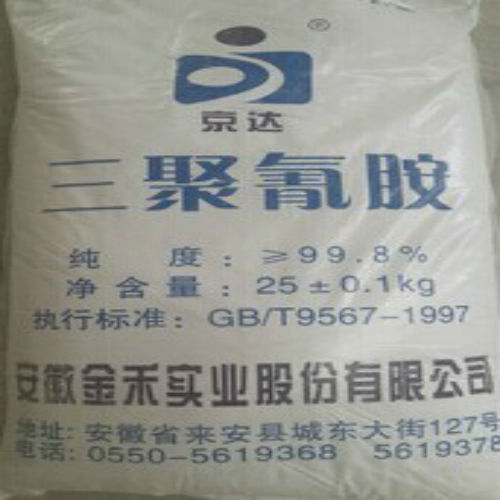 ®
京达
三聚氰胺
纯 度：≥99.8%
净含量：25±0.1kg
执行标准：GB/T9567-1997
安徽金禾实业股份有限公司
地址：安徽省来安县城东大街127号
电话：0550-5619368 5619378